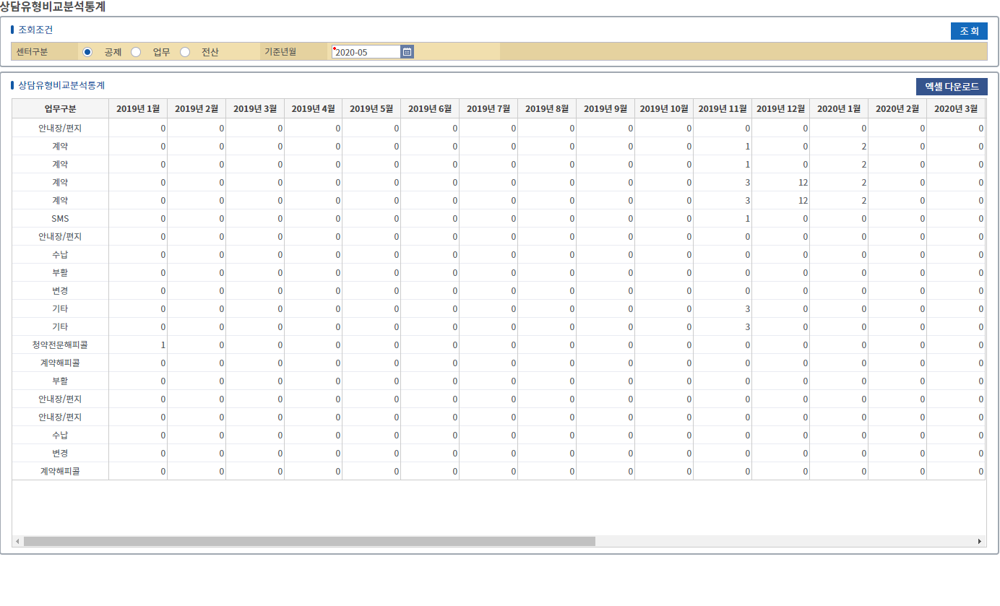 상담유형비교분석통계
조회조건
조 회
센터구분 공제 업무 전산 기준년월 2020-05
상담유형비교분석통계
엑셀 다운로드
업무구분 2019년 1월 2019년 2월 2019년 3월 2019년 4월 2019년 5월 2019년 6월 2019년 7월 2019년 8월 2019년 9월 2019년 10월 2019년 11월 2019년 12월 2020년 1월 2020년 2월 2020년 3월
안내장/편지 0 0 0 0 0 0 0 0 0 0 0 0 0 0 0
계약 0 0 0 0 0 0 0 0 0 0 1 0 2 0 0
계약 0 0 0 0 0 0 0 0 0 0 1 0 2 0 0
계약 0 0 0 0 0 0 0 0 0 0 3 12 2 0 0
계약 0 0 0 0 0 0 0 0 0 0 3 12 2 0 0
SMS 0 0 0 0 0 0 0 0 0 0 1 0 0 0 0
안내장/편지 0 0 0 0 0 0 0 0 0 0 0 0 0 0 0
수납 0 0 0 0 0 0 0 0 0 0 0 0 0 0 0
부활 0 0 0 0 0 0 0 0 0 0 0 0 0 0 0
변경 0 0 0 0 0 0 0 0 0 0 0 0 0 0 0
기타 0 0 0 0 0 0 0 0 0 0 3 0 0 0 0
기타 0 0 0 0 0 0 0 0 0 0 3 0 0 0 0
청약전문해피콜 1 0 0 0 0 0 0 0 0 0 0 0 0 0 0
계약해피콜 0 0 0 0 0 0 0 0 0 0 0 0 0 0 0
부활 0 0 0 0 0 0 0 0 0 0 0 0 0 0 0
안내장/편지 0 0 0 0 0 0 0 0 0 0 0 0 0 0 0
안내장/편지 0 0 0 0 0 0 0 0 0 0 0 0 0 0 0
수납 0 0 0 0 0 0 0 0 0 0 0 0 0 0 0
변경 0 0 0 0 0 0 0 0 0 0 0 0 0 0 0
계약해피콜 0 0 0 0 0 0 0 0 0 0 0 0 0 0 0